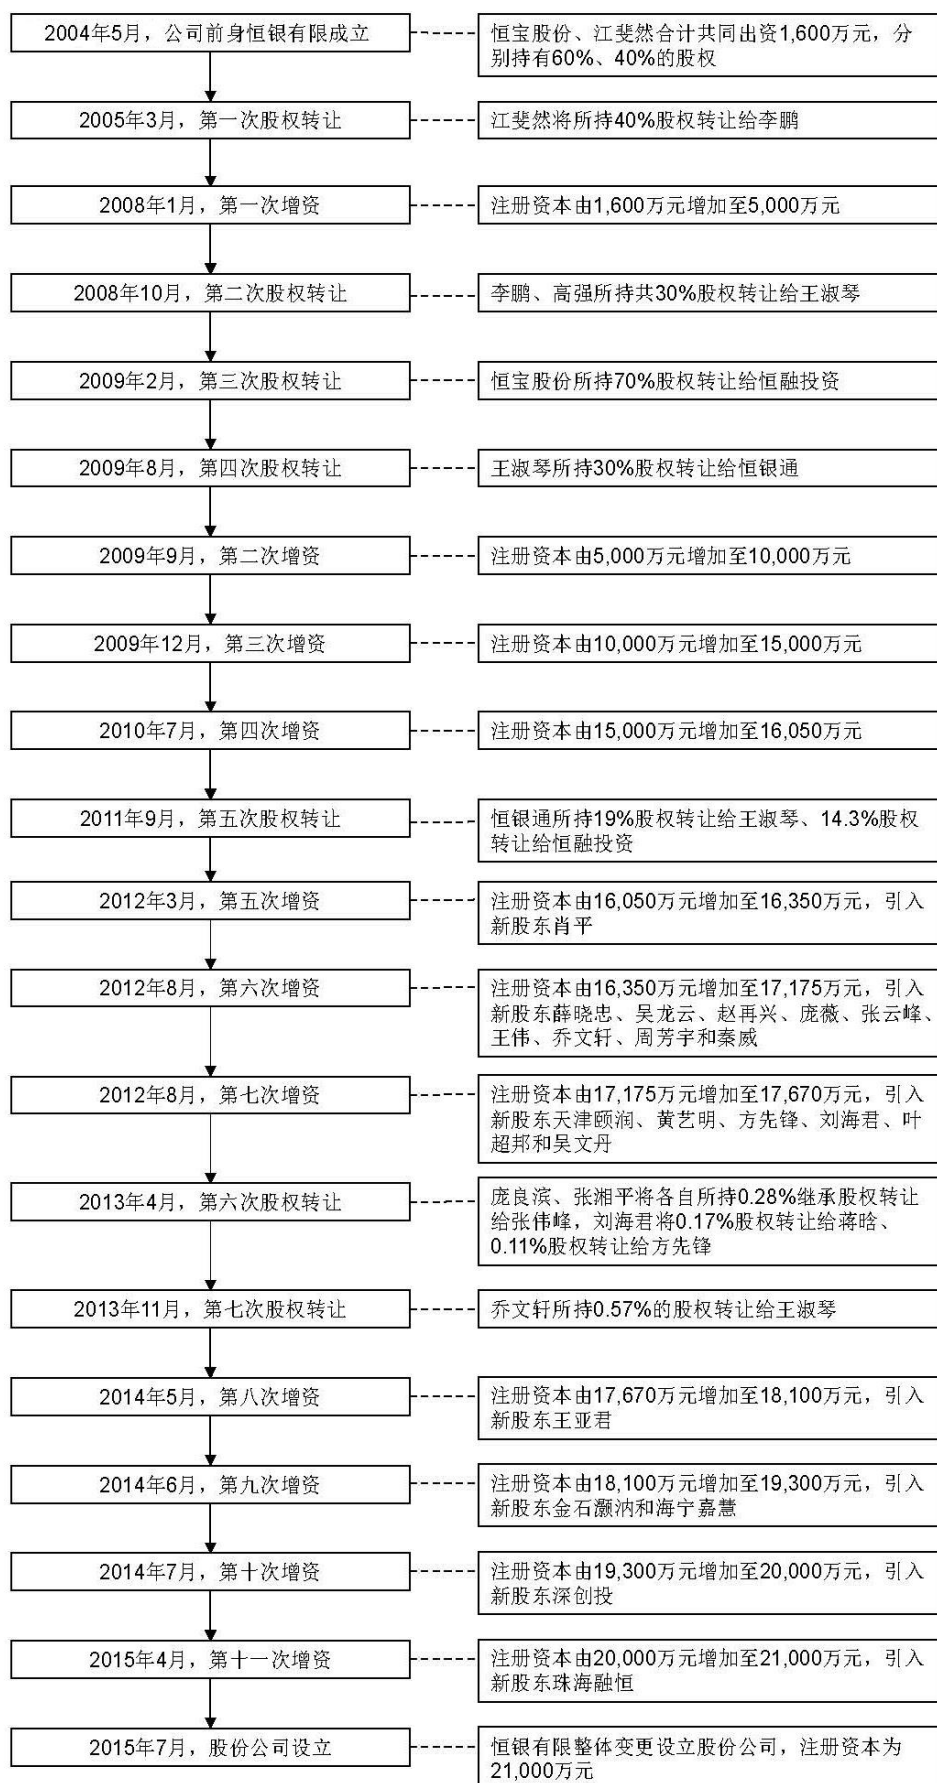 2004年5月，公司前身恒银有限成立
恒宝股份、江斐然合计共同出资1,600万元，分
别持有60%、40%的股权
2005年3月，第一次股权转让
江斐然将所持40%股权转让给李鹏
2008年1月，第一次增资
注册资本由1,600万元增加至5,000万元
2008年10月，第二次股权转让
李鹏、高强所持共30%股权转让给王淑琴
2009年2月，第三次股权转让
恒宝股份所持70%股权转让给恒融投资
2009年8月，第四次股权转让
王淑琴所持30%股权转让给恒银通
2009年9月，第二次增资
注册资本由5,000万元增加至10,000万元
2009年12月，第三次增资
注册资本由10,000万元增加至15,000万元
2010年7月，第四次增资
注册资本由15,000万元增加至16,050万元
2011年9月，第五次股权转让
恒银通所持19%股权转让给王淑琴、14.3%股权
转让给恒融投资
2012年3月，第五次增资
注册资本由16,050万元增加至16,350万元，引入
新股东肖平
2012年8月，第六次增资
注册资本由16,350万元增加至17,175万元，引入
新股东薛晓忠、吴龙云、赵再兴、庞薇、张云峰、
王伟、乔文轩、周芳宇和秦威
2012年8月，第七次增资
注册资本由17,175万元增加至17,670万元，引入
新股东天津颐润、黄艺明、方先锋、刘海君、叶
超邦和吴文丹
2013年4月，第六次股权转让
庞良滨、张湘平将各自所持0.28%继承股权转让
给张伟峰，刘海君将0.17%股权转让给蒋晗、
0.11%股权转让给方先锋
2013年11月，第七次股权转让
乔文轩所持0.57%的股权转让给王淑琴
2014年5月，第八次增资
注册资本由17,670万元增加至18,100万元，引入
新股东王亚君
2014年6月，第九次增资
注册资本由18,100万元增加至19,300万元，引入
新股东金石灏汭和海宁嘉慧
2014年7月，第十次增资
注册资本由19,300万元增加至20,000万元，引入
新股东深创投
2015年4月，第十一次增资
注册资本由20,000万元增加至21,000万元，引入
新股东珠海融恒
2015年7月，股份公司设立
恒银有限整体变更设立股份公司，注册资本为
21,000万元